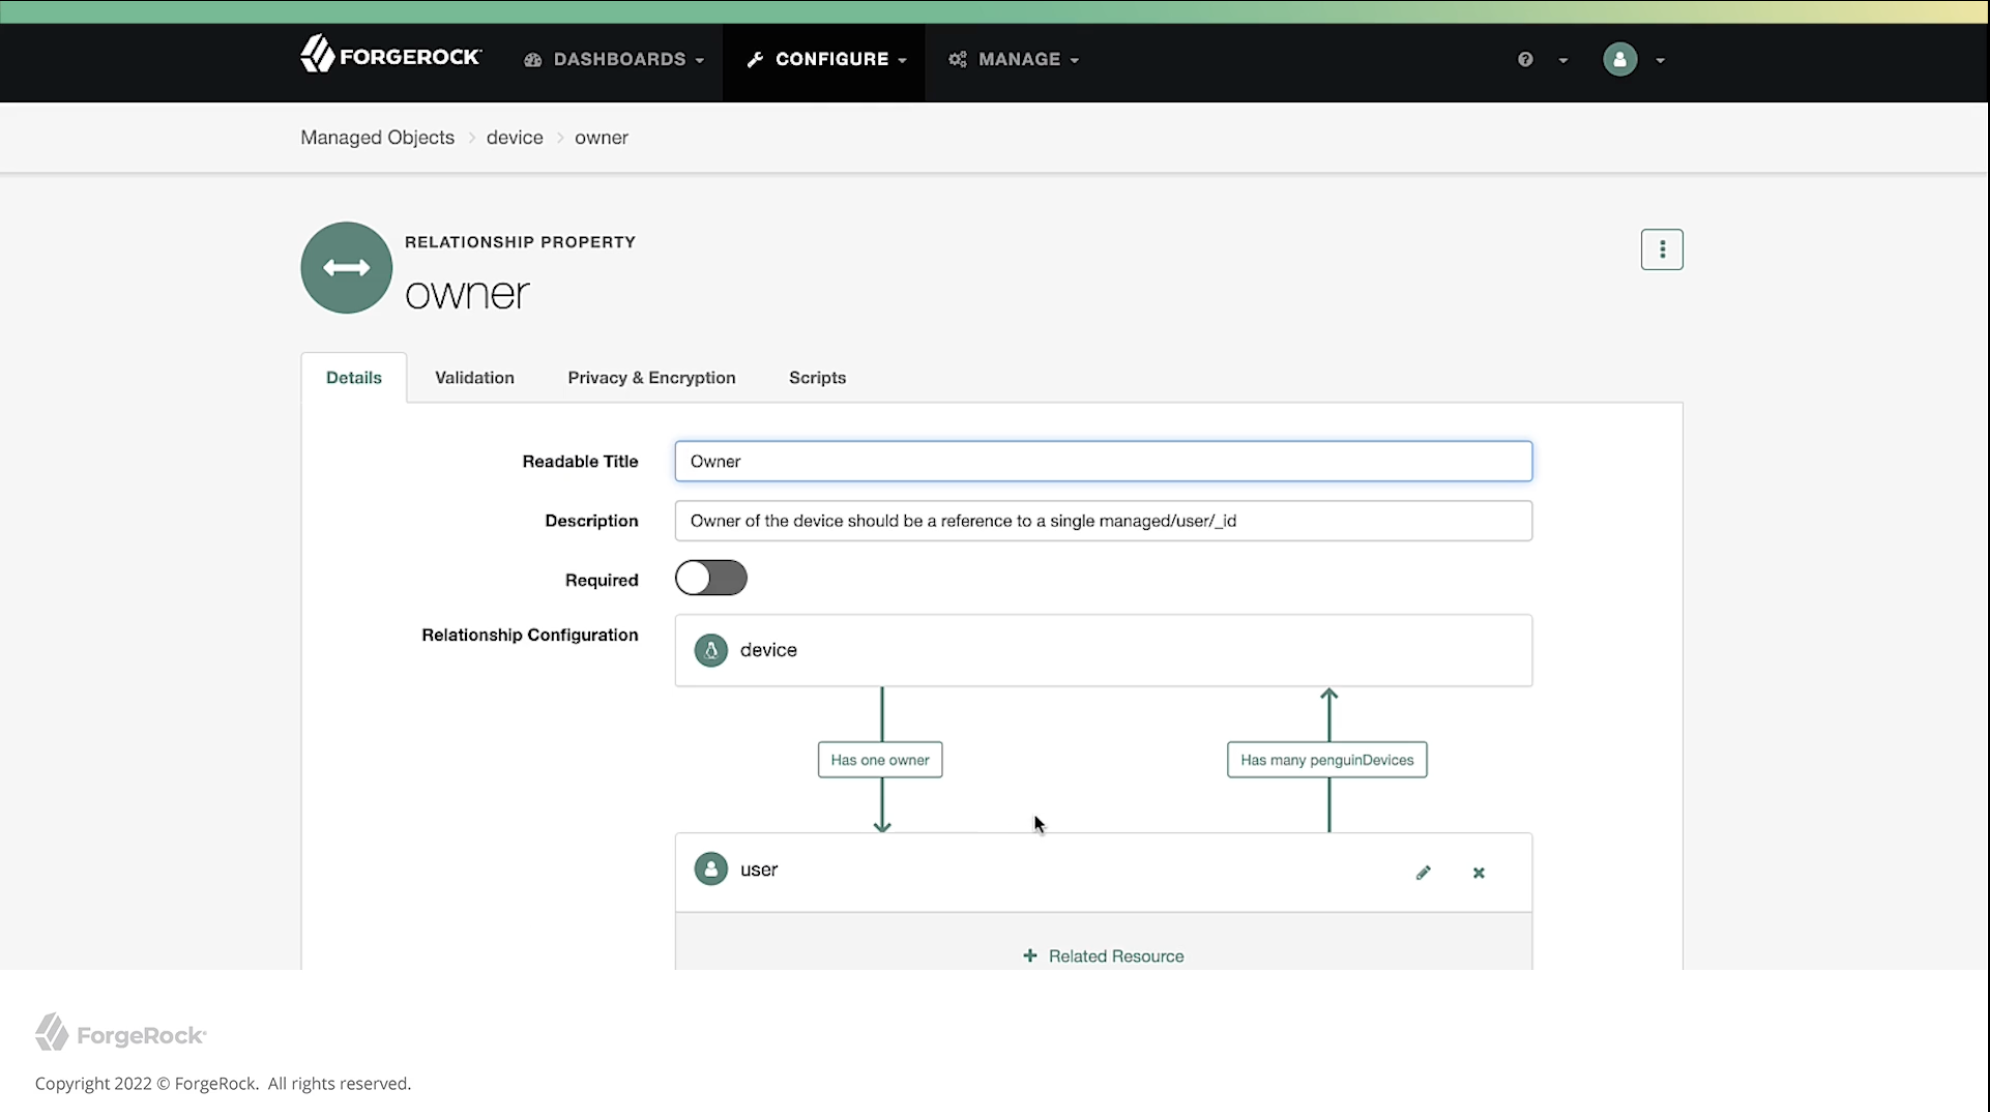 FORGEROCK DASHBOARDS CONFIGURE MANAGE
Managed Objects > device > owner
RELATIONSHIP PROPERTY
owner
Details Validation Privacy & Encryption Scripts
Readable Title Owner
Description Owner of the device should be a reference to a single managed/user/_id
Required
Relationship Configuration device
Has one owner Has many penguinDevices
user
+ Related Resource
ForgeRock
Copyright 2022 © ForgeRock. All rights reserved.